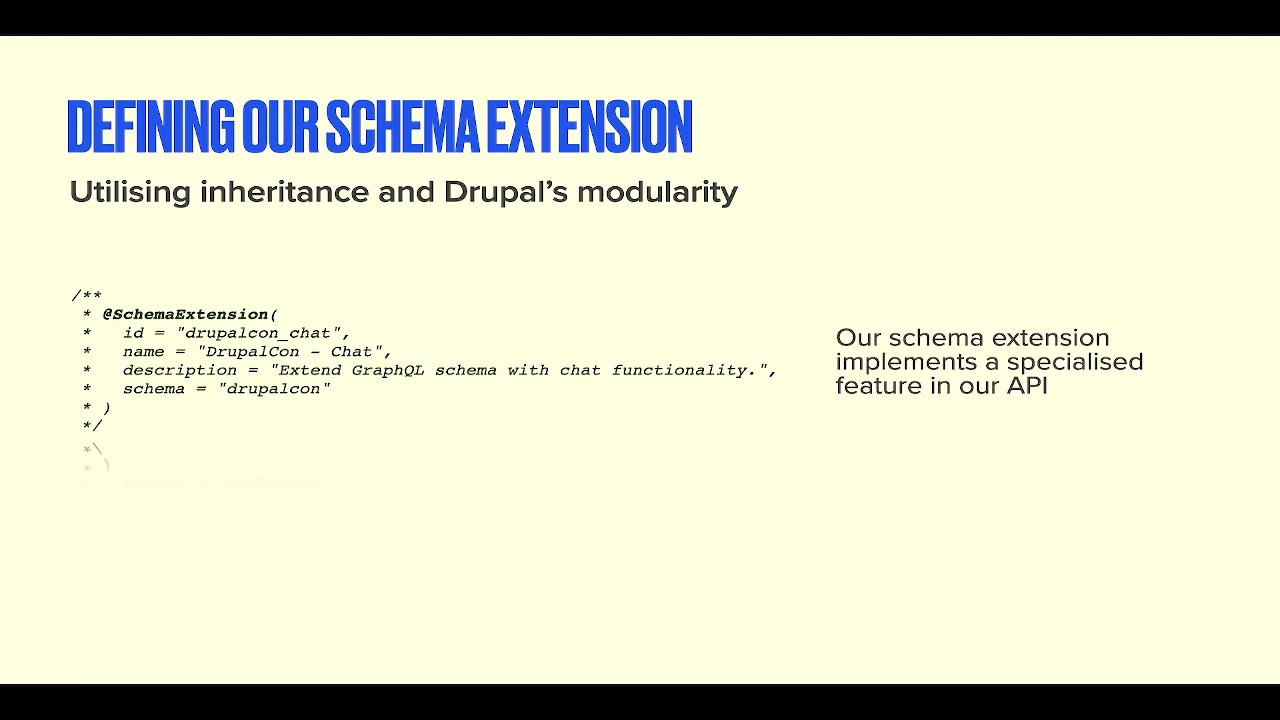 DEFINING OUR SCHEMA EXTENSION
Utilising inheritance and Drupal’s modularity
/**
* @SchemaExtension(
* id = "drupalcon_chat",
* name = "DrupalCon - Chat",
* description = "Extend GraphQL schema with chat functionality.",
* schema = "drupalcon"
* )
*/
Our schema extension
implements a specialised
feature in our API